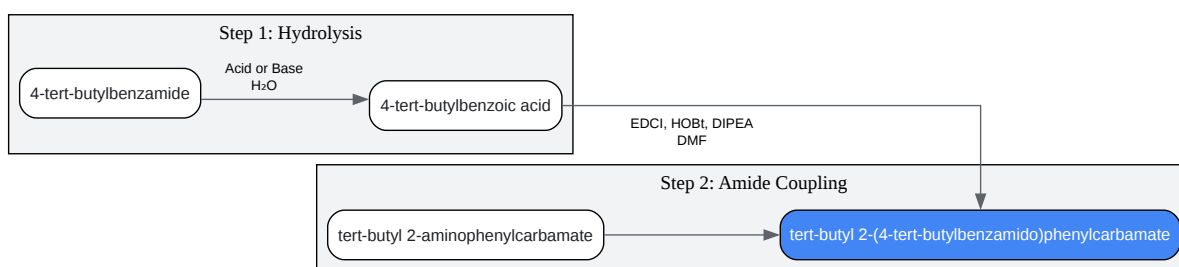 Step 1: Hydrolysis
4-tert-butylbenzamide
Acid or Base
H₂O
4-tert-butylbenzoic acid
EDCI, HOBt, DIPEA
DMF
Step 2: Amide Coupling
tert-butyl 2-aminophenylcarbamate
tert-butyl 2-(4-tert-butylbenzamido)phenylcarbamate